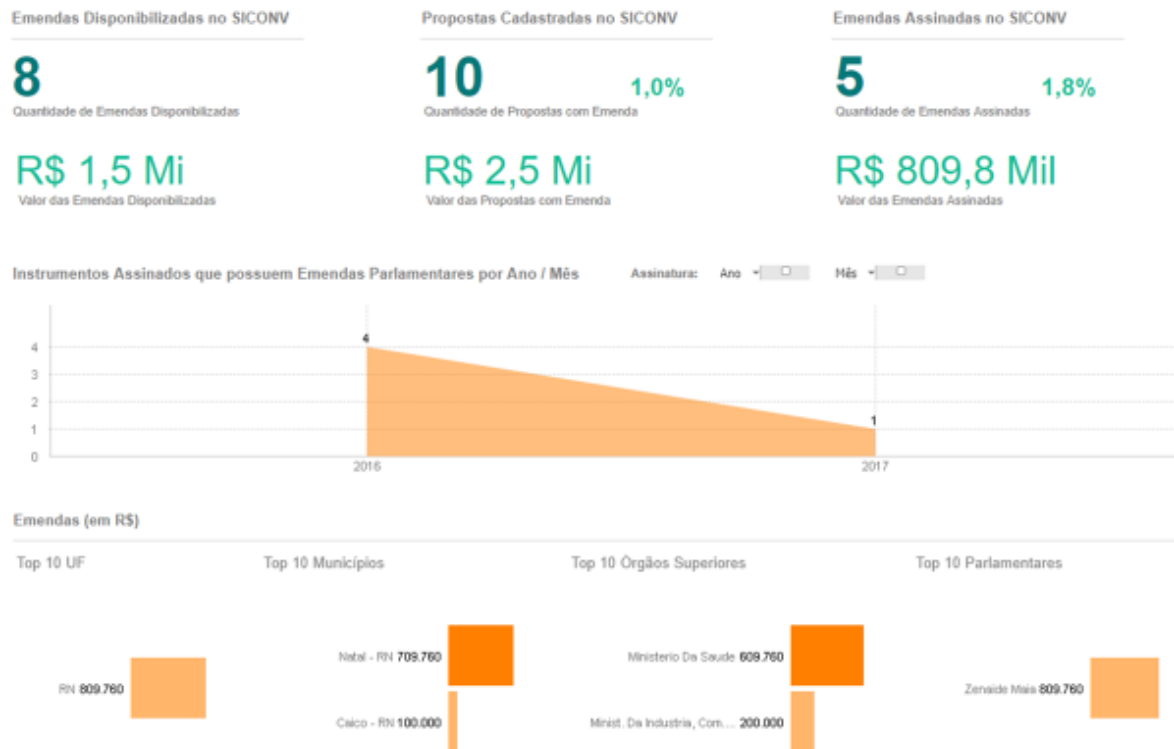 Emendas Disponibilizadas no SICONV
Propostas Cadastradas no SICONV
Emendas Assinadas no SICONV
8
10
1,0%
5
1,8%
Quantidade de Emendas Disponibilizadas
Quantidade de Propostas com Emenda
Quantidade de Emendas Assinadas
R$ 1,5 Mi
R$ 2,5 Mi
R$ 809,8 Mil
Valor das Emendas Disponibilizadas
Valor das Propostas com Emenda
Valor das Emendas Assinadas
Instrumentos Assinados que possuem Emendas Parlamentares por Ano / Mês
Assinatura: Ano Mês
4
4
3
2
1
1
0
2016
2017
Emendas (em R$)
Top 10 UF
Top 10 Municípios
Top 10 Órgãos Superiores
Top 10 Parlamentares
RN 809.760
Natal - RN 709.760
Caico - RN 100.000
Ministerio Da Saude 609.760
Minist. Da Industria, Com.... 200.000
Zenaide Maia 809.760